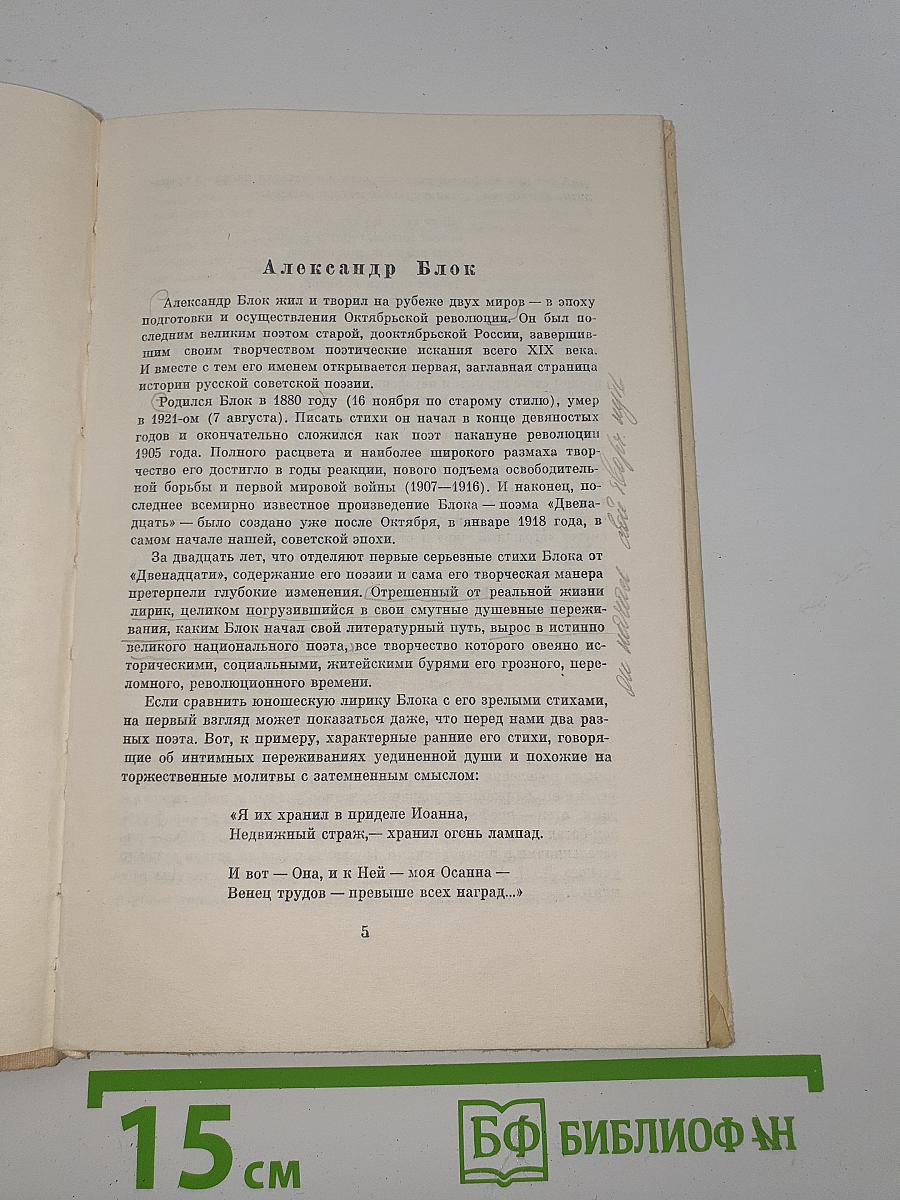 Александр Блок
Александр Блок жил и творил на рубеже двух миров — в эпоху
подготовки и осуществления Октябрьской революции. Он был по-
следним великим поэтом старой, дооктябрьской России, завершив-
шим своим творчеством поэтические искания всего XIX века.
И вместе с тем его именем открывается первая, заглавная страница
истории русской советской поэзии.
Родился Блок в 1880 году (16 ноября по старому стилю), умер
в 1921-ом (7 августа). Писать стихи он начал в конце девяностых
годов и окончательно сложился как поэт накануне революции
1905 года. Полного расцвета и наиболее широкого размаха твор-
чество его достигло в годы реакции, нового подъема освободитель-
ной борьбы и первой мировой войны (1907—1916). И наконец, по-
следнее всемирно известное произведение Блока — поэма «Двена-
дцать» — было создано уже после Октября, в январе 1918 года, в
самом начале нашей, советской эпохи.
За двадцать лет, что отделяют первые серьезные стихи Блока от
«Двенадцати», содержание его поэзии и сама его творческая манера
претерпели глубокие изменения. Отрешенный от реальной жизни
лирик, целиком погрузившийся в свои смутные душевные пережи-
вания, каким Блок начал свой литературный путь, вырос в истинно
великого национального поэта, все творчество которого овеяно ис-
торическими, социальными, житейскими бурями его грозного, пере-
ломного, революционного времени.
Если сравнить юношескую лирику Блока с его зрелыми стихами,
на первый взгляд может показаться даже, что перед нами два раз-
ных поэта. Вот, к примеру, характерные ранние его стихи, говоря-
щие об интимных переживаниях уединенной души и похожие на
торжественные молитвы с затемненным смыслом:
«Я их хранил в приделе Иоанна,
Недвижный страж,— хранил огонь лампад.
И вот — Она, и к Ней — моя Осанна —
Венец трудов — превыше всех наград...»
5
он начал свой твор. путь
15 см
БФ БИБЛИОФАН